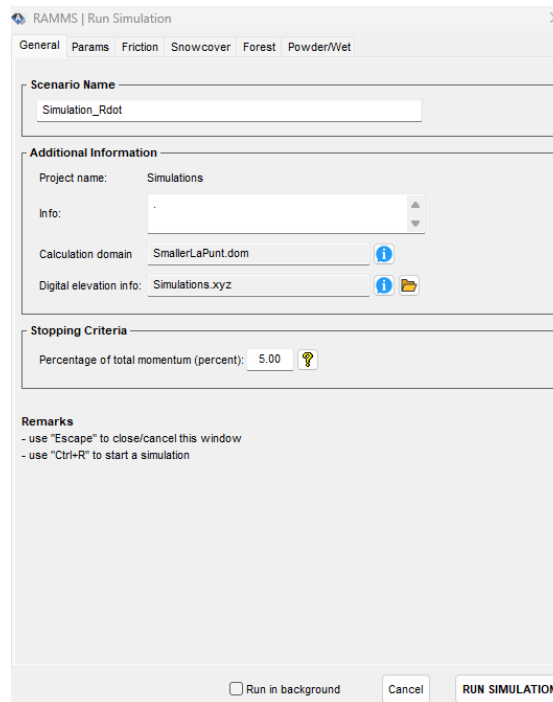 RAMMS | Run Simulation
General Params Friction Snowcover Forest Powder/Wet
Scenario Name
Simulation_Rdot
Additional Information
Project name: Simulations
Info: .
Calculation domain SmallerLaPunt.dom
Digital elevation info: Simulations.xyz
Stopping Criteria
Percentage of total momentum (percent): 5.00 ?
Remarks
- use "Escape" to close/cancel this window
- use "Ctrl+R" to start a simulation
Run in background Cancel RUN SIMULATION